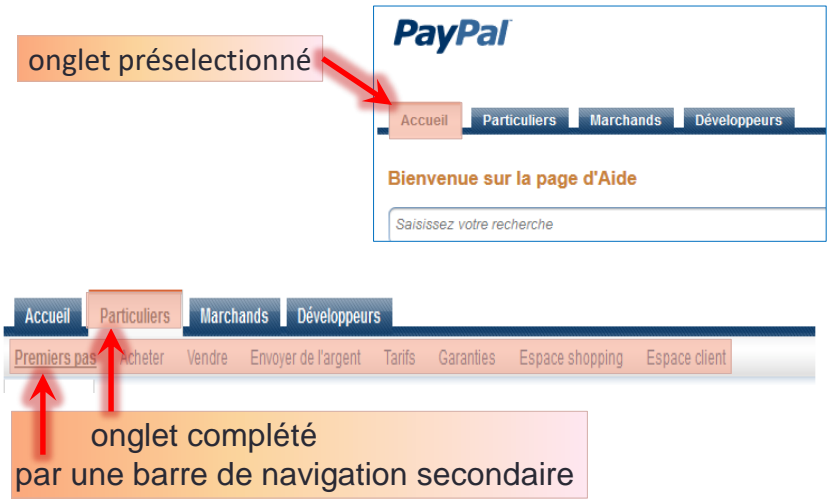 PayPal
onglet préselectionné
Accueil Particuliers Marchands Développeurs
Bienvenue sur la page d'Aide
Saisissez votre recherche
Accueil Particuliers Marchands Développeurs
Premiers pas Acheter Vendre Envoyer de l'argent Tarifs Garanties Espace shopping Espace client
onglet complété
par une barre de navigation secondaire